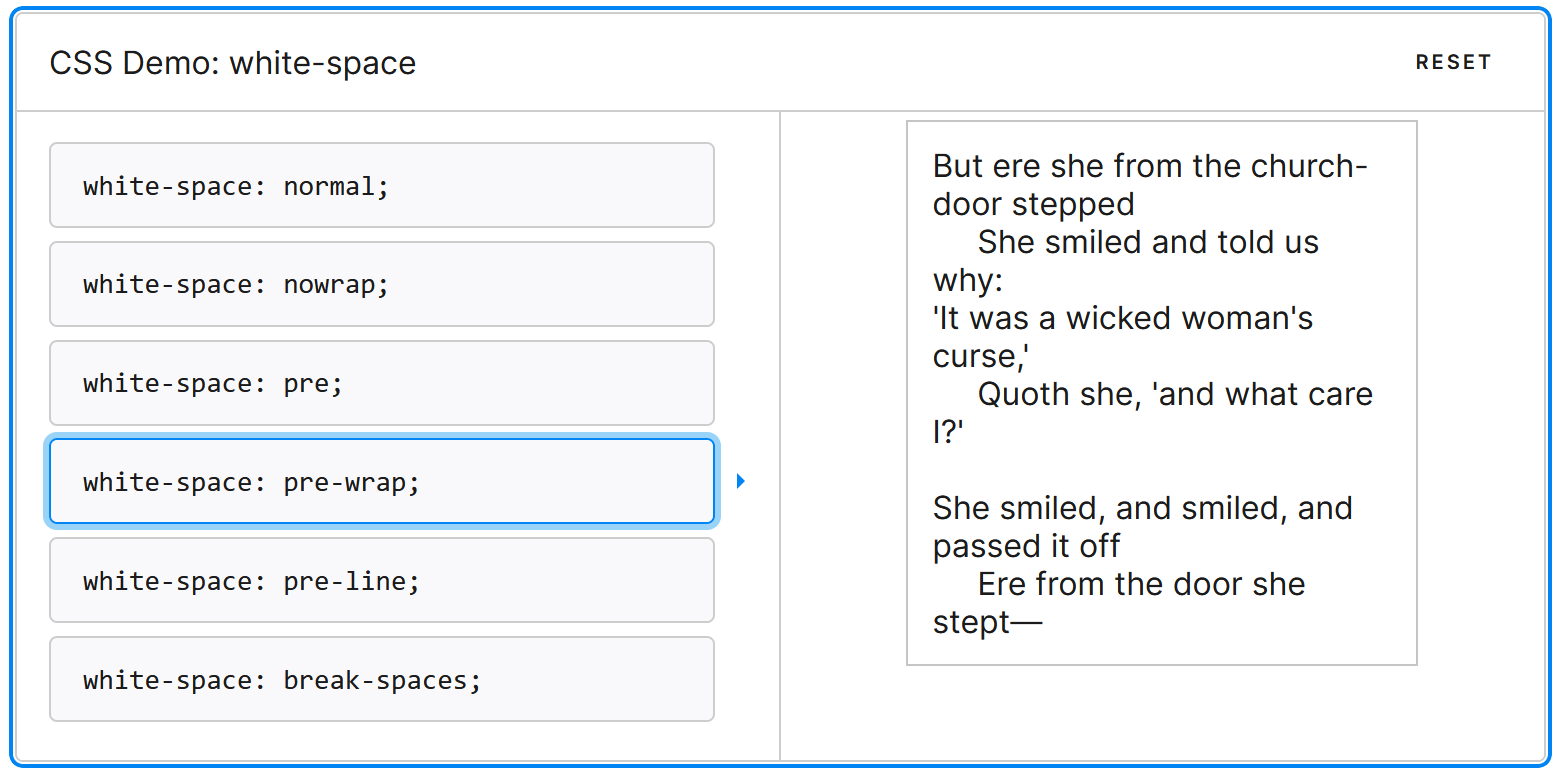 CSS Demo: white-space
RESET
white-space: normal;
white-space: nowrap;
white-space: pre;
white-space: pre-wrap;
white-space: pre-line;
white-space: break-spaces;
But ere she from the church-
door stepped
She smiled and told us
why:
'It was a wicked woman's
curse,'
Quoth she, 'and what care
I?'
She smiled, and smiled, and
passed it off
Ere from the door she
stept—